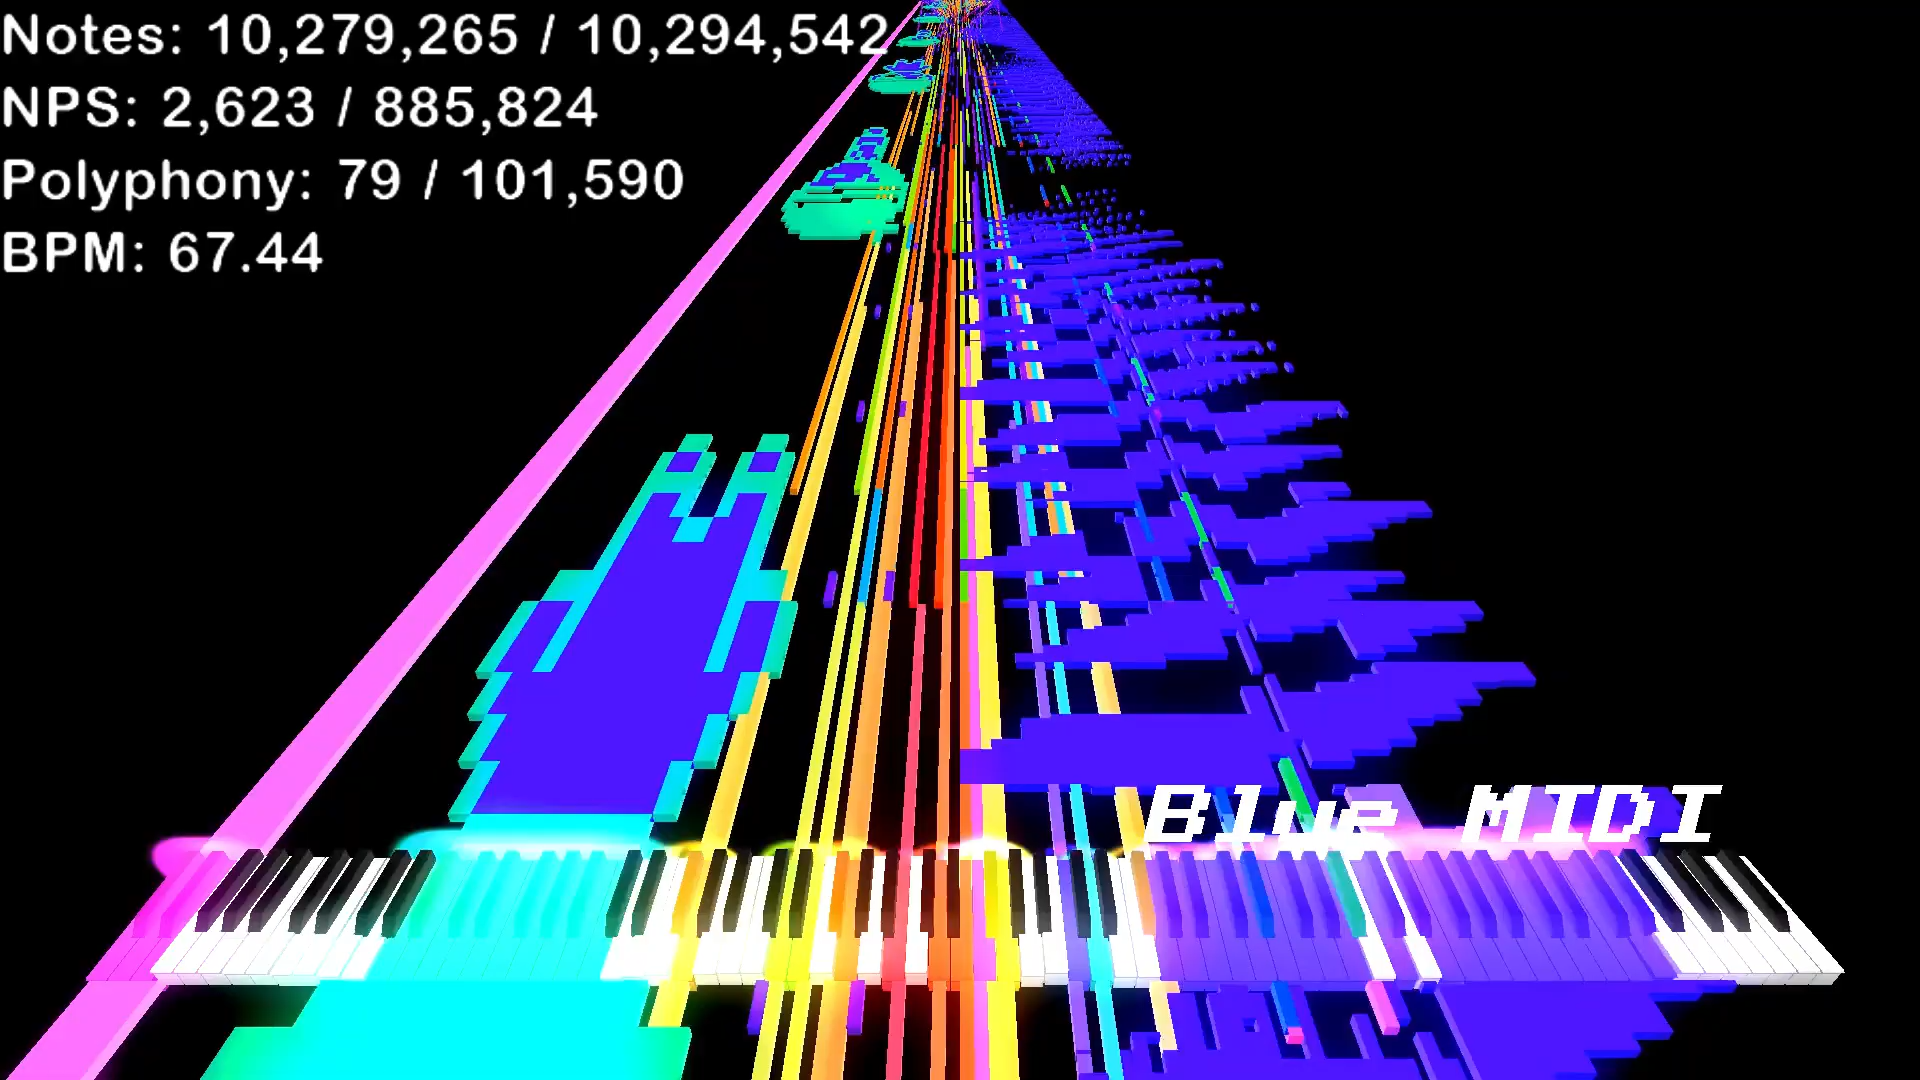 Notes: 10,279,265 / 10,294,542
NPS: 2,623 / 885,824
Polyphony: 79 / 101,590
BPM: 67.44
Blue MIDI